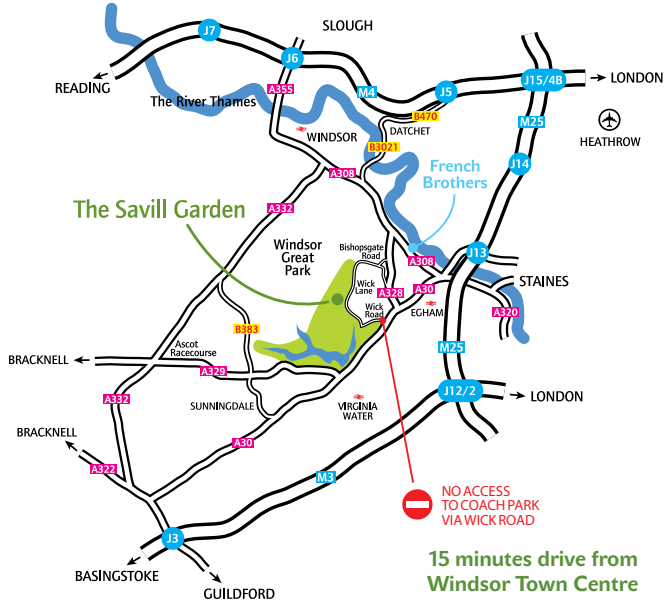 SLOUGH
J7
J6
READING
A355
M4
J5
J15/4B
LONDON
The River Thames
B470
M25
WINDSOR
DATCHET
HEATHROW
B3021
J14
A308
French
Brothers
A332
The Savill Garden
Windsor
Great
Park
Bishopsgate
Road
A308
J13
Wick
Lane
A328
A30
STAINES
Wick
Road
EGHAM
A320
B383
Ascot
Racecourse
M25
BRACKNELL
A329
A332
SUNNINGDALE
VIRGINIA
WATER
J12/2
LONDON
BRACKNELL
A30
A322
M3
NO ACCESS
TO COACH PARK
VIA WICK ROAD
J3
15 minutes drive from
Windsor Town Centre
BASINGSTOKE
GUILDFORD